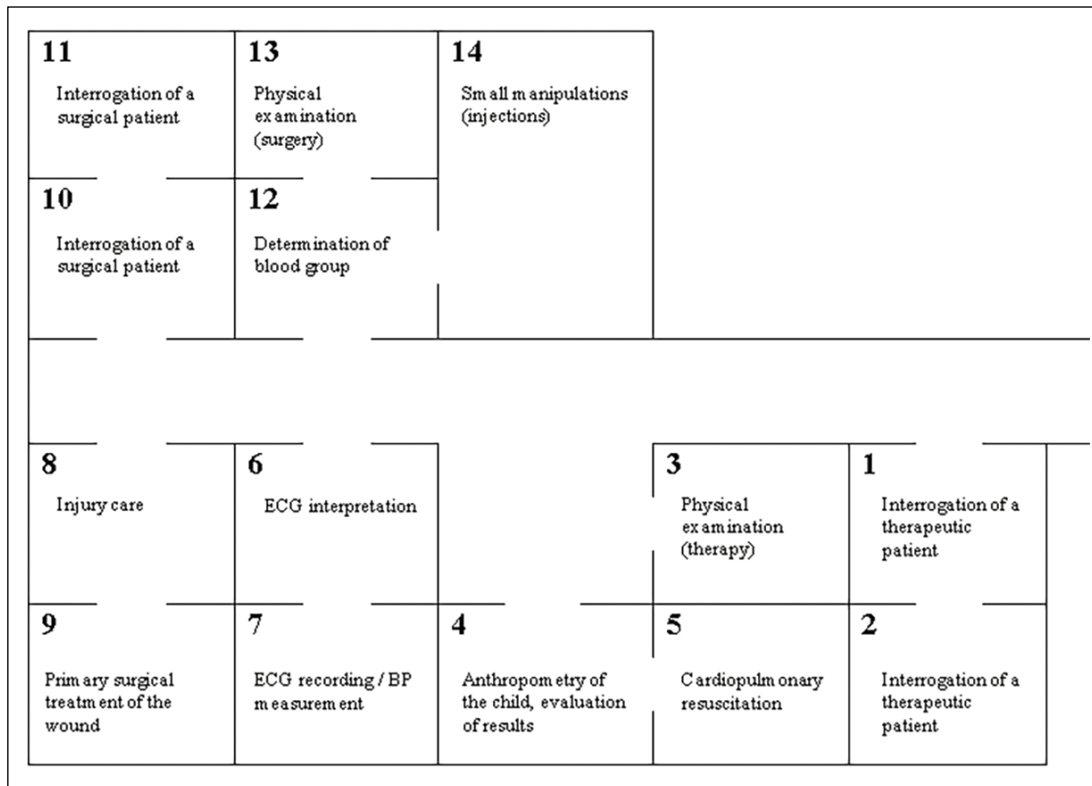 11
Interrogation of a
surgical patient
13
Physical
examination
(surgery)
14
Small manipulations
(injections)
10
Interrogation of a
surgical patient
12
Determination of
blood group
8
Injury care
6
ECG interpretation
3
Physical
examination
(therapy)
1
Interrogation of a
therapeutic
patient
9
Primary surgical
treatment of the
wound
7
ECG recording / BP
measurement
4
Anthropometry of
the child, evaluation
of results
5
Cardiopulmonary
resuscitation
2
Interrogation of a
therapeutic
patient